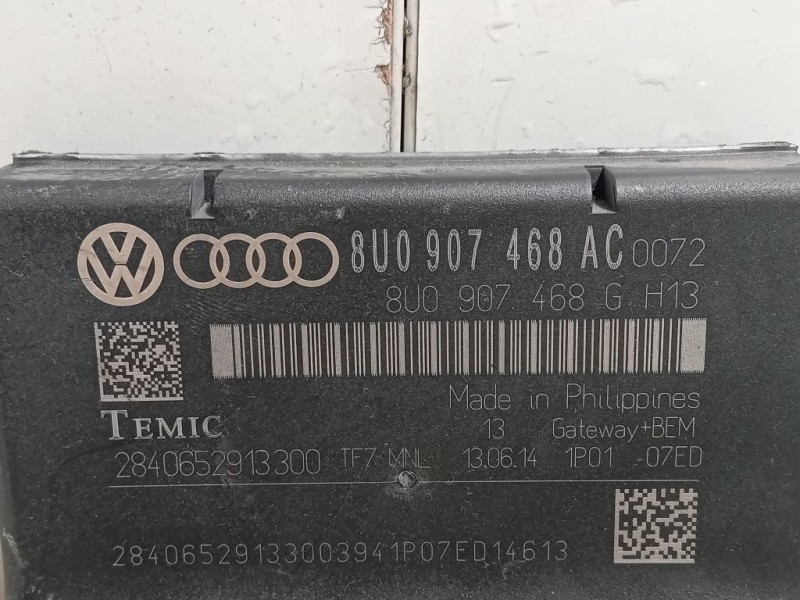 8U0 907 468 AC 0072
8U0 907 468 G H13
Made in Philippines
TEMIC 13 Gateway+BEM
2840652913300 TF7 MNL 13.06.14 1P01 -07ED
28406529133003941P07ED14613